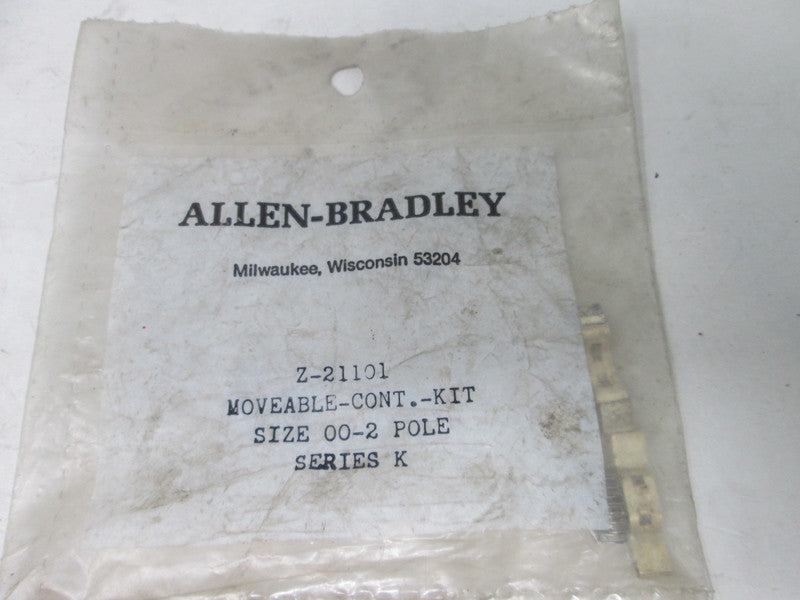 ALLEN-BRADLEY
Milwaukee, Wisconsin 53204
Z-21101
MOVEABLE-CONT.-KIT
SIZE 00-2 POLE
SERIES K